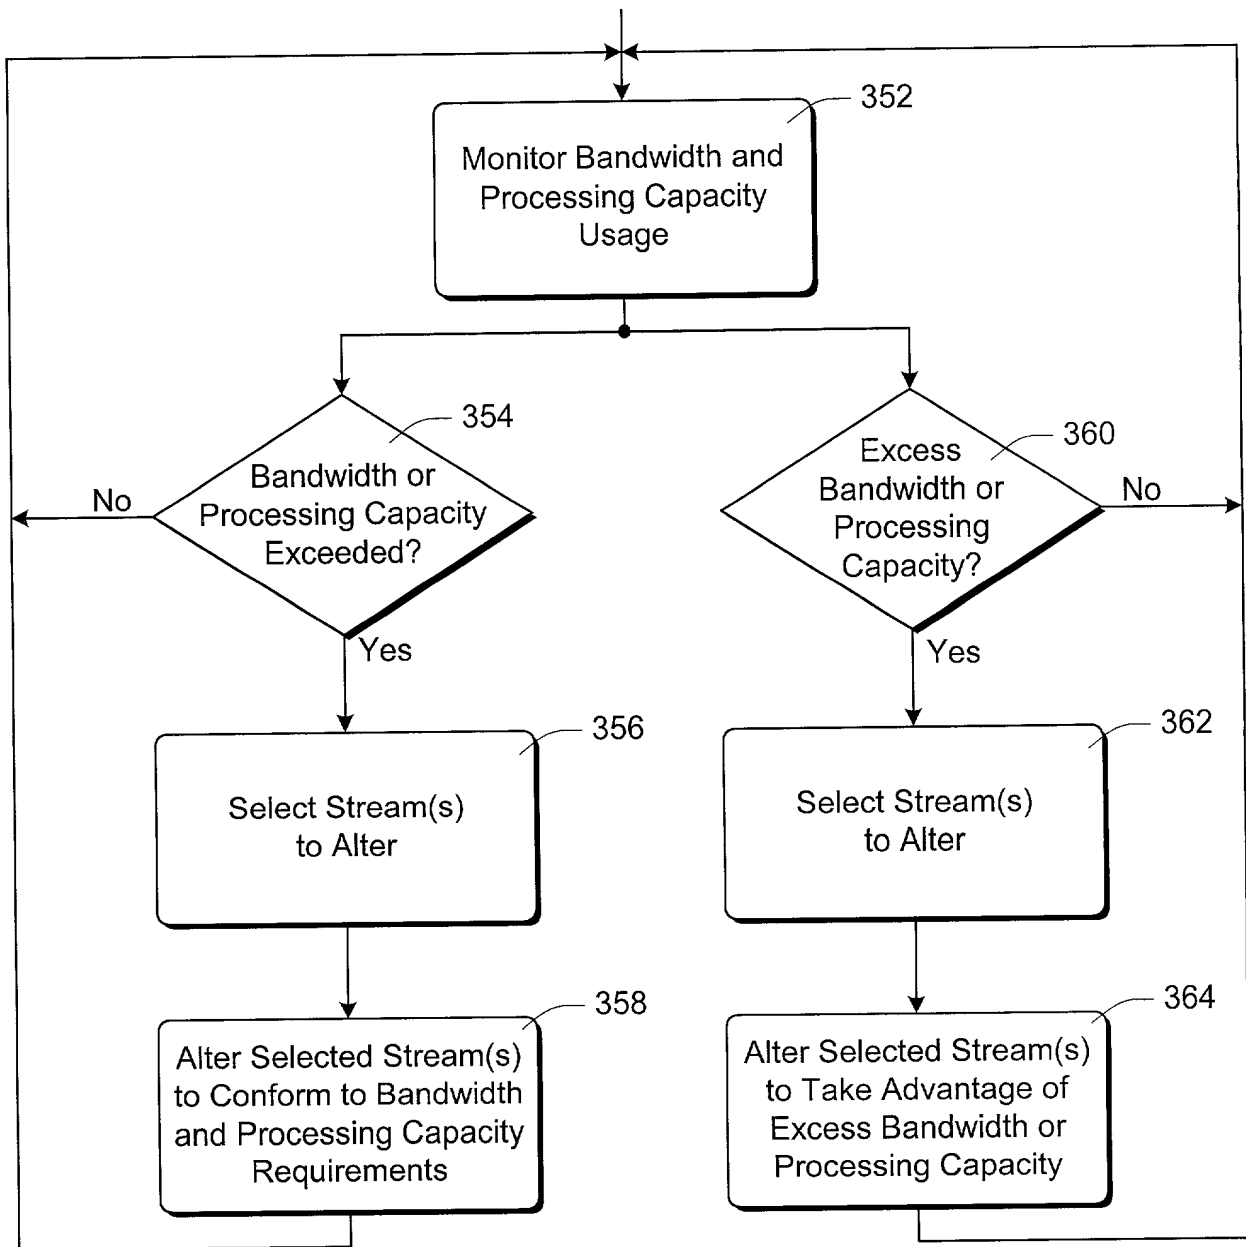 352
Monitor Bandwidth and
Processing Capacity
Usage
354
Bandwidth or
Processing Capacity
Exceeded?
No
Yes
360
Excess
Bandwidth or
Processing
Capacity?
No
Yes
356
Select Stream(s)
to Alter
362
Select Stream(s)
to Alter
358
Alter Selected Stream(s)
to Conform to Bandwidth
and Processing Capacity
Requirements
364
Alter Selected Stream(s)
to Take Advantage of
Excess Bandwidth or
Processing Capacity